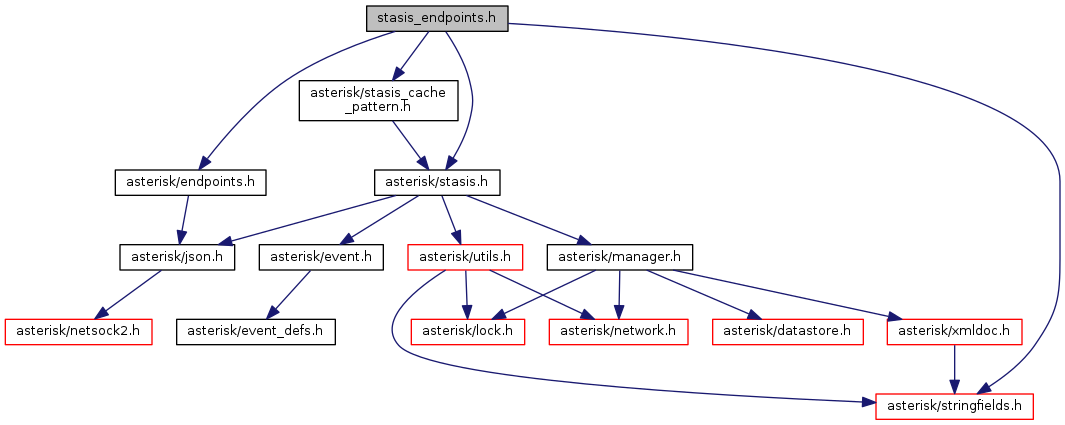 stasis_endpoints.h
asterisk/stasis_cache
_pattern.h
asterisk/endpoints.h
asterisk/stasis.h
asterisk/json.h
asterisk/event.h
asterisk/utils.h
asterisk/manager.h
asterisk/netsock2.h
asterisk/event_defs.h
asterisk/lock.h
asterisk/network.h
asterisk/datastore.h
asterisk/xmldoc.h
asterisk/stringfields.h